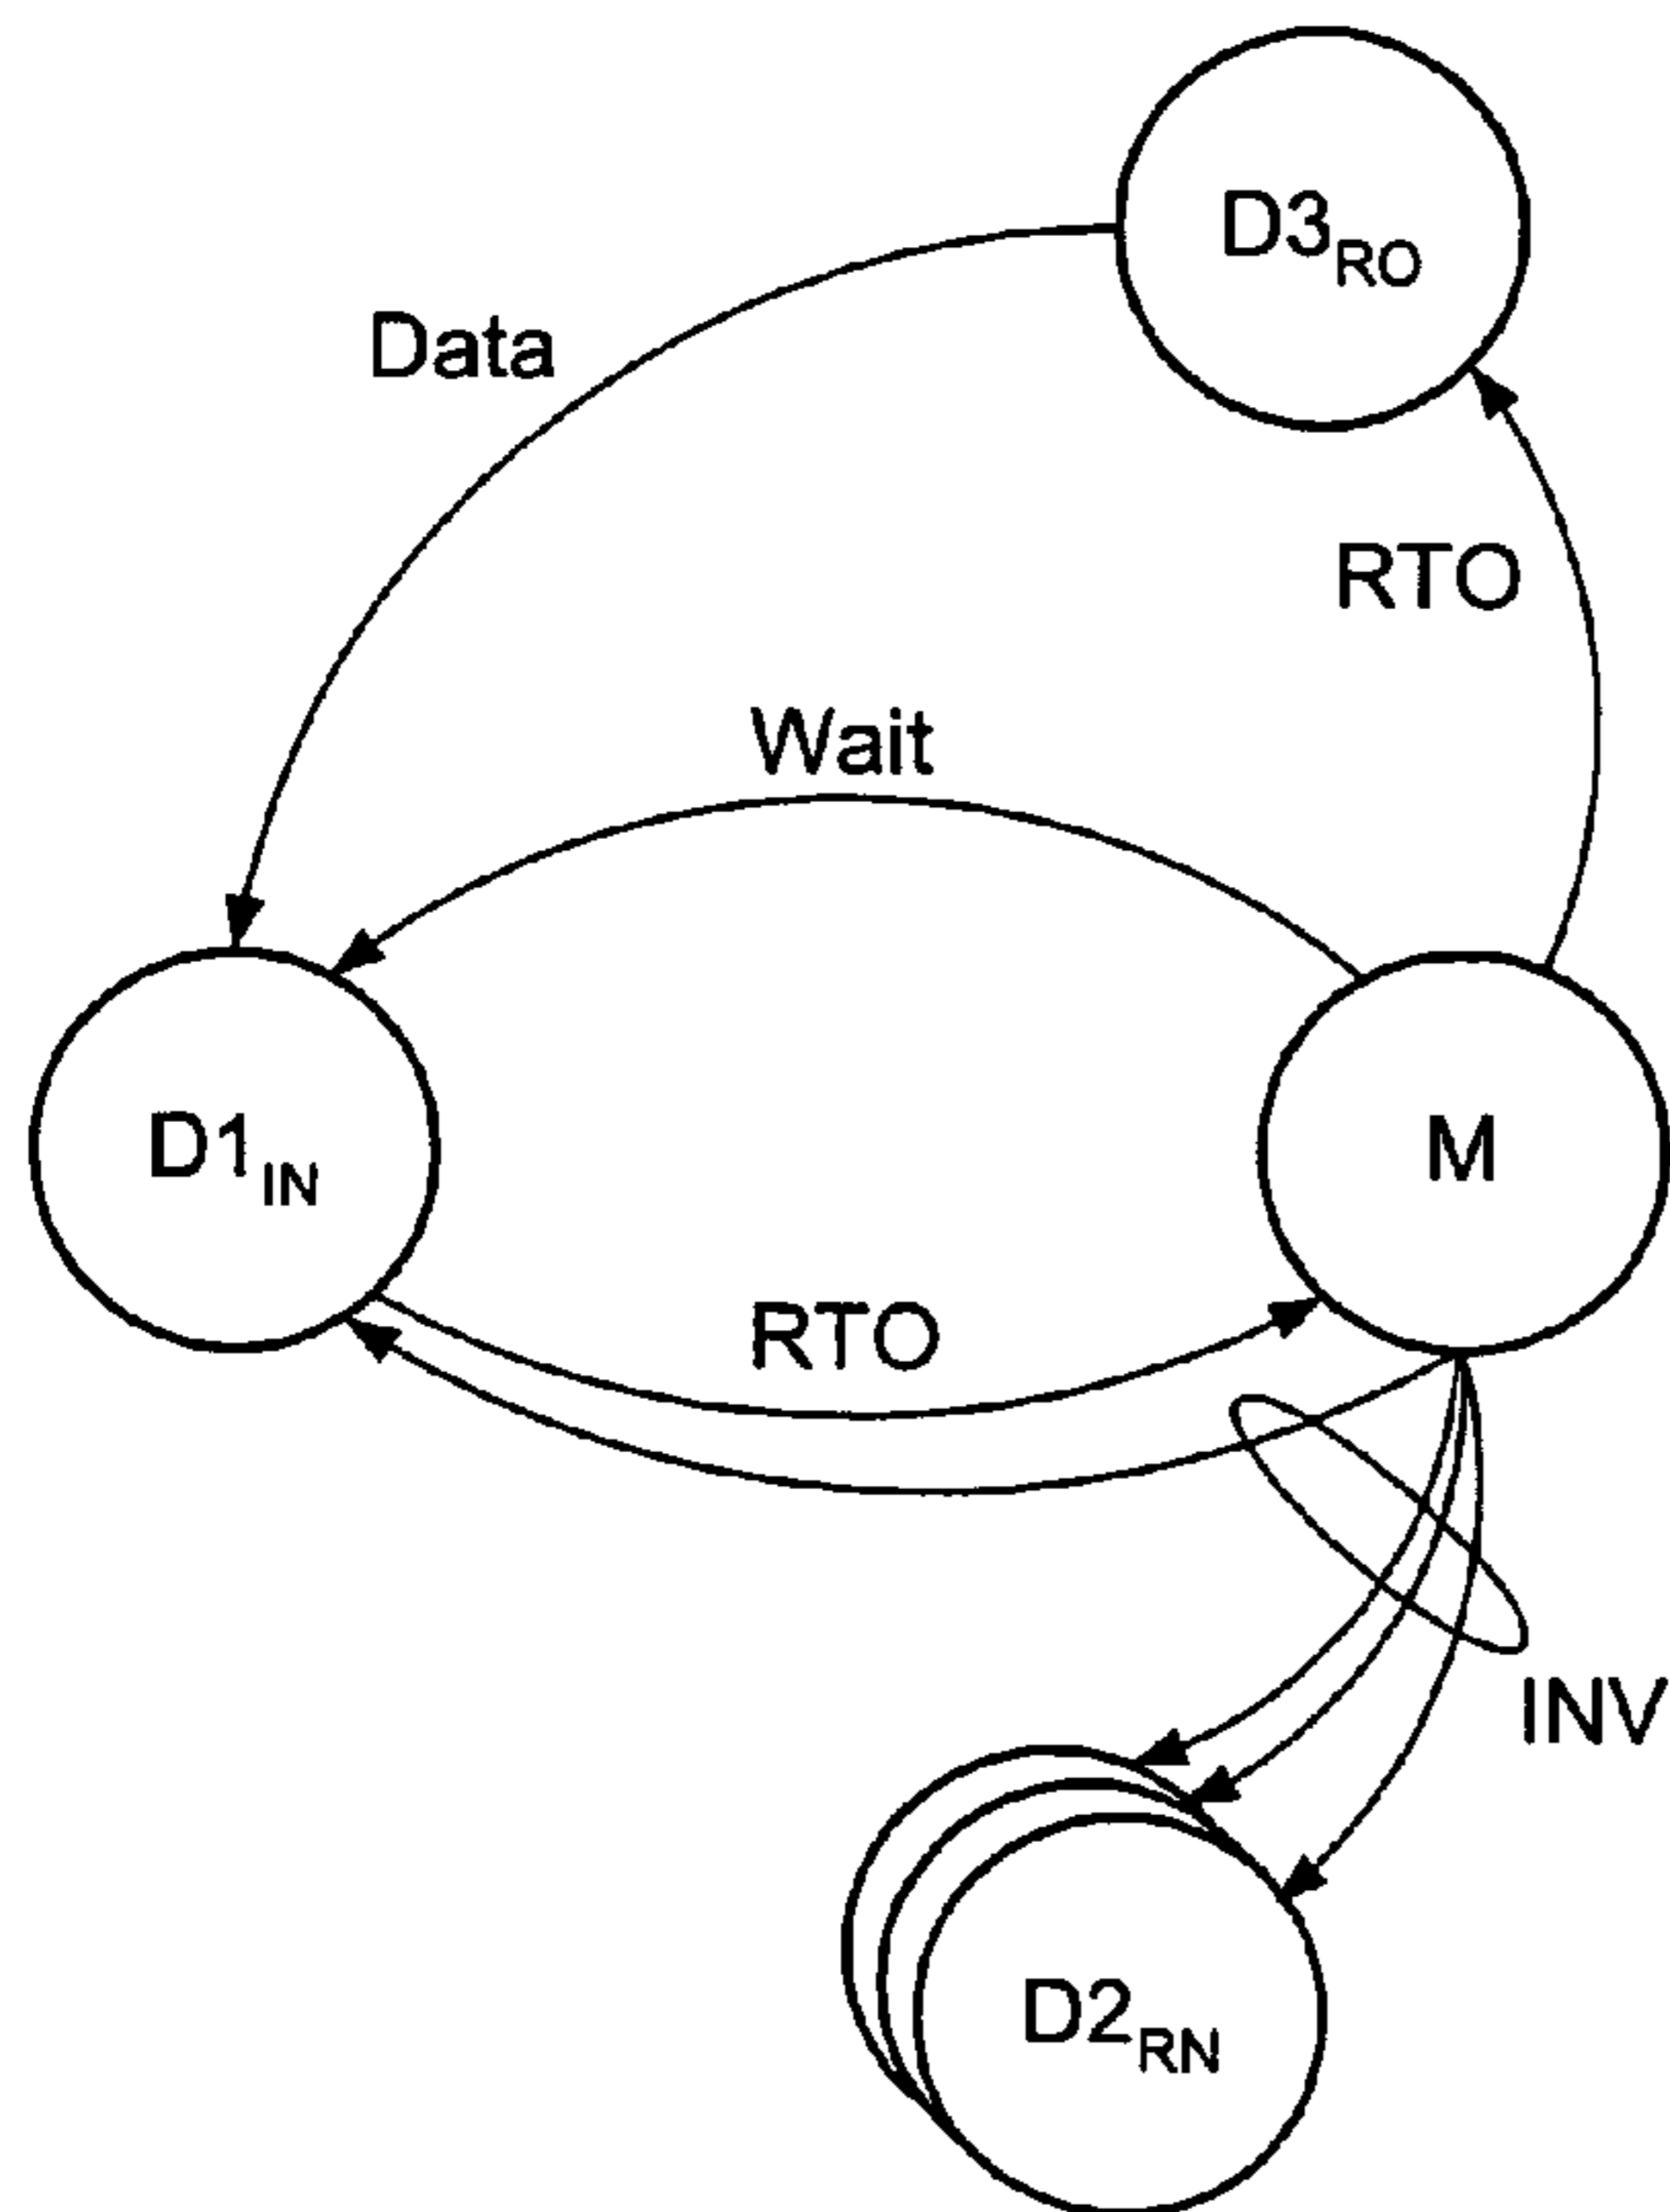 D3RO
Data
RTO
Wait
D1IN
M
RTO
INV
D2RN